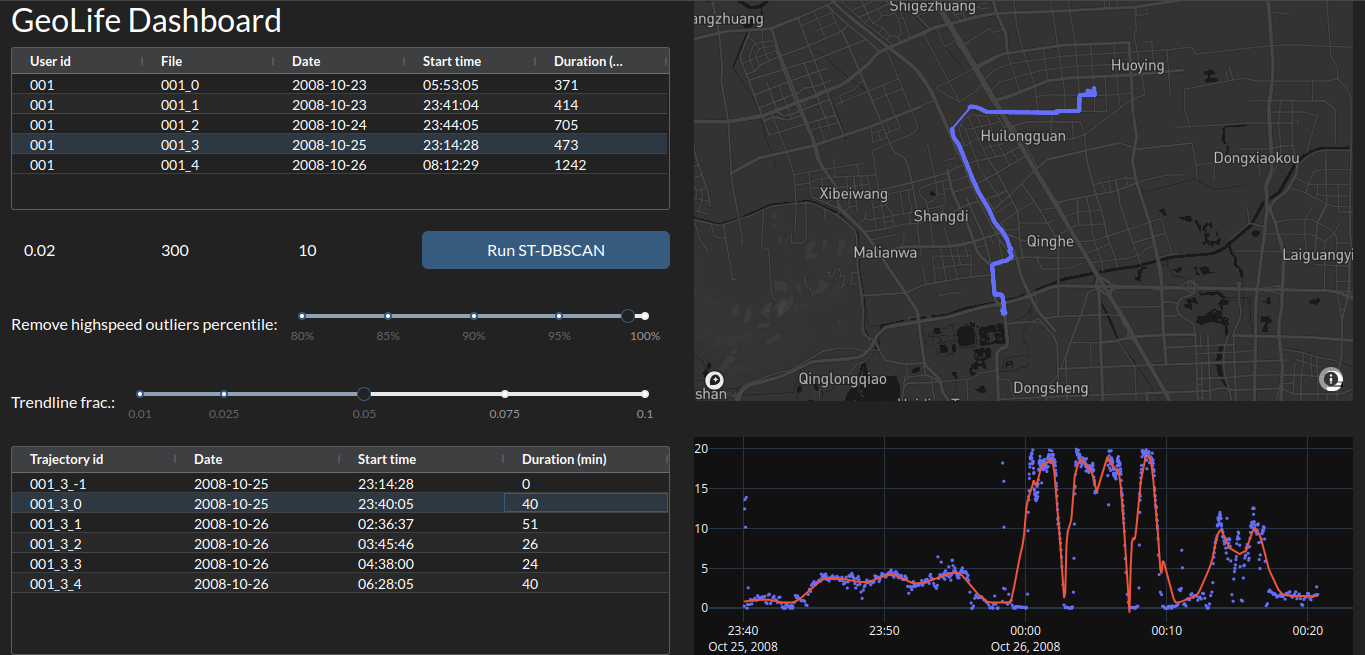 GeoLife Dashboard
User id File Date Start time Duration (...
001 001_0 2008-10-23 05:53:05 371
001 001_1 2008-10-23 23:41:04 414
001 001_2 2008-10-24 23:44:05 705
001 001_3 2008-10-25 23:14:28 473
001 001_4 2008-10-26 08:12:29 1242
0.02 300 10 Run ST-DBSCAN
Remove highspeed outliers percentile:
80% 85% 90% 95% 100%
Trendline frac.:
0.01 0.025 0.05 0.075 0.1
Trajectory id Date Start time Duration (min)
001_3_-1 2008-10-25 23:14:28 0
001_3_0 2008-10-25 23:40:05 40
001_3_1 2008-10-26 02:36:37 51
001_3_2 2008-10-26 03:45:46 26
001_3_3 2008-10-26 04:38:00 24
001_3_4 2008-10-26 06:28:05 40
Shigezhuang
angzhuang
Huoying
Huilongguan
Dongxiaokou
Xibeiwang
Shangdi
Qinghe
Malianwa
Laiguangyi
Qinglongqiao
Dongsheng
shan
20
15
10
5
0
23:40 23:50 00:00 00:10 00:20
Oct 25, 2008 Oct 26, 2008